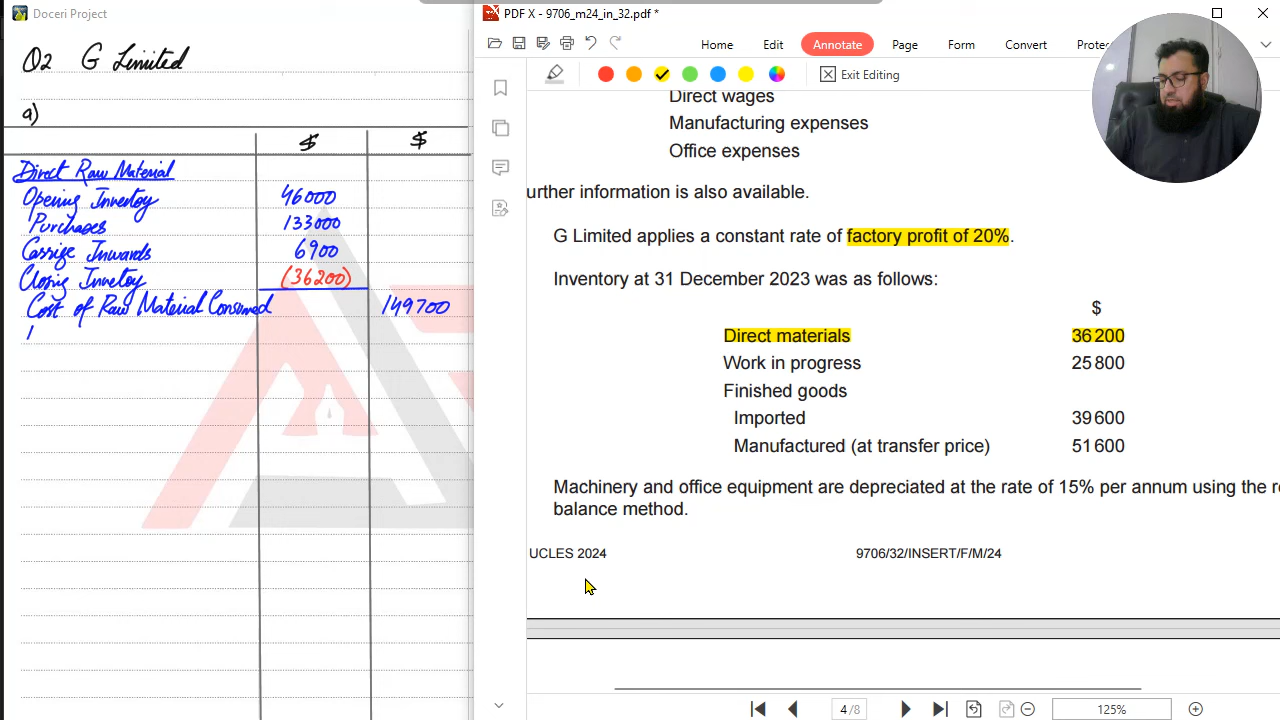 Doceri Project
Q2 G Limited
a)
$ $
Direct Raw Material
Opening Inventoy 46000
Purchases 133000
Carrige Inwards 6900
Closing Invnetoy (36200)
Cost of Raw Material Consumed 149700
PDF X - 9706_m24_in_32.pdf *
Home Edit Annotate Page Form Convert Protec
Exit Editing
Direct wages
Manufacturing expenses
Office expenses
urther information is also available.
G Limited applies a constant rate of factory profit of 20%.
Inventory at 31 December 2023 was as follows:
$
Direct materials 36 200
Work in progress 25 800
Finished goods
Imported 39 600
Manufactured (at transfer price) 51 600
Machinery and office equipment are depreciated at the rate of 15% per annum using the re
balance method.
UCLES 2024 9706/32/INSERT/F/M/24
4/8 125%